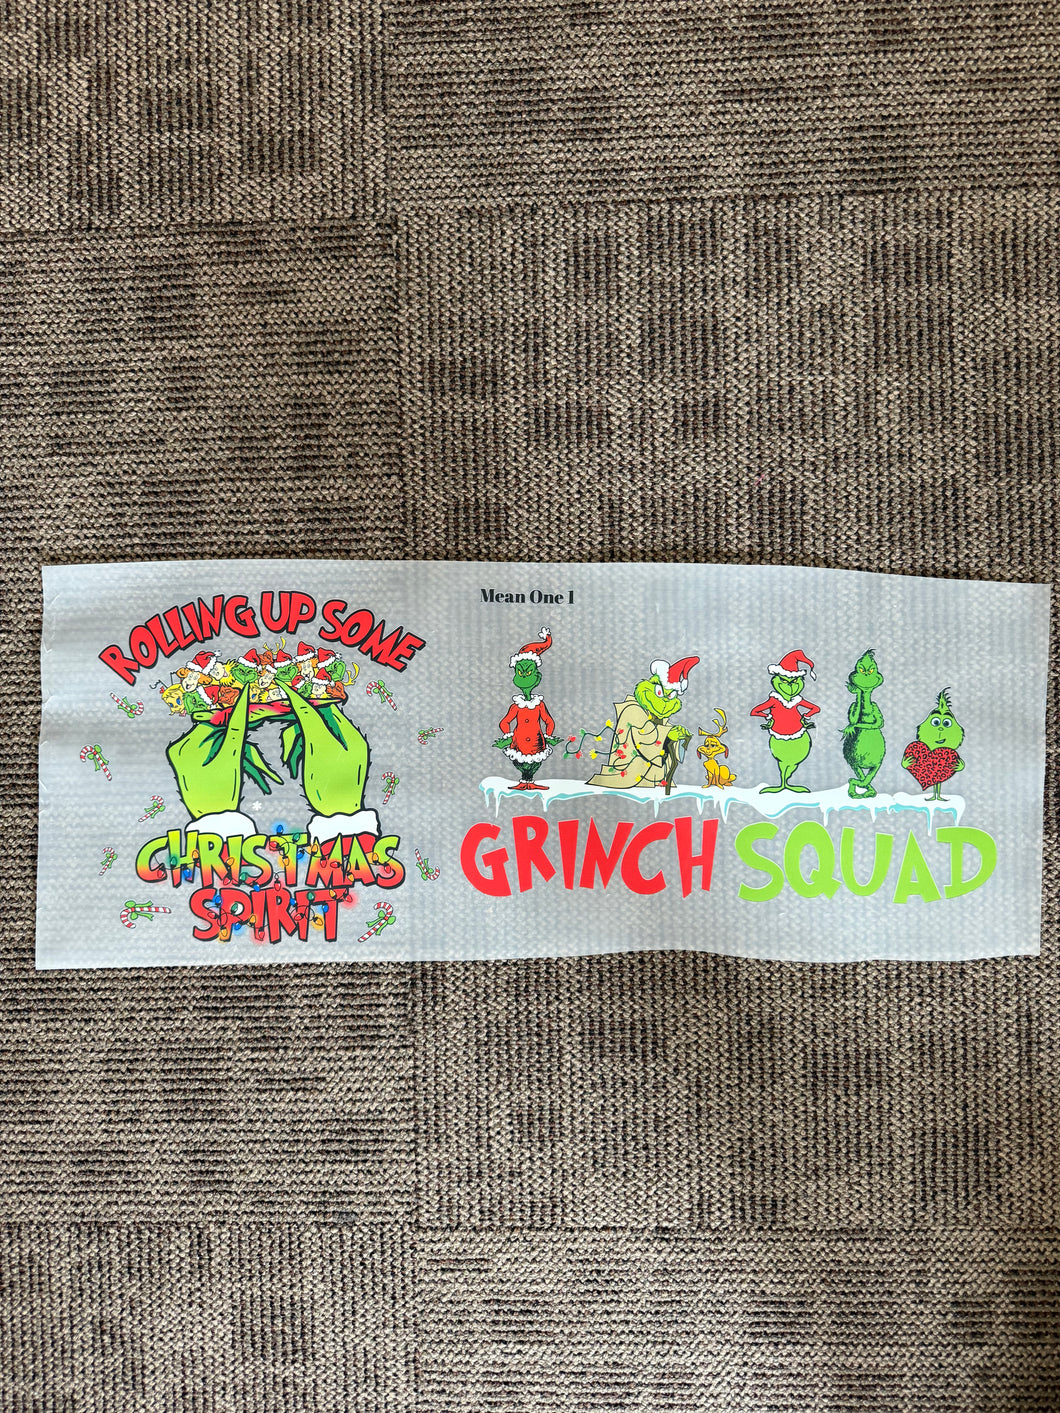 ROLLING UP SOME
CHRISTMAS
SPIRIT
Mean One 1
GRINCH SQUAD